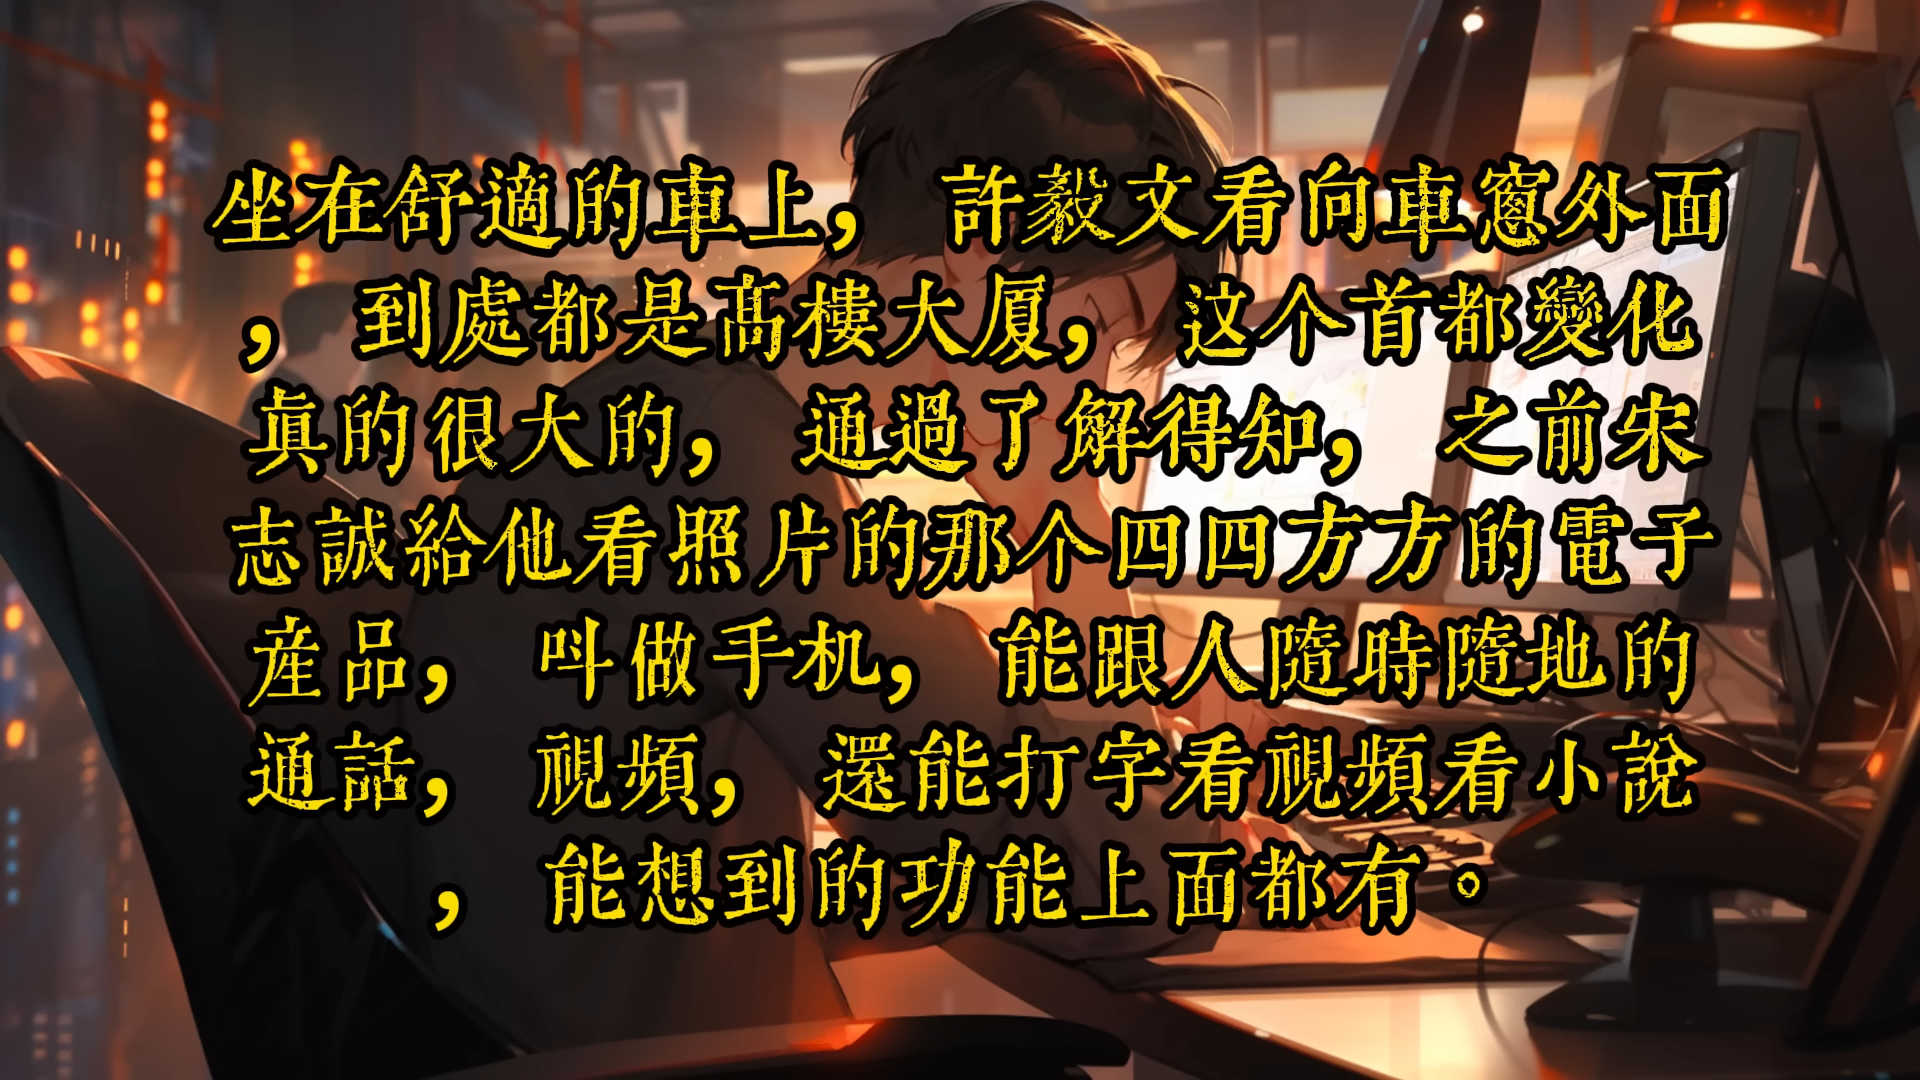 坐在舒適的車上， 許毅文看向車窗外面
， 到處都是高樓大厦， 这个首都變化
真的很大的， 通過了解得知， 之前宋
志誠給他看照片的那个四四方方的電子
産品， 叫做手机， 能跟人隨時隨地的
通話， 視頻， 還能打字看視頻看小說
， 能想到的功能上面都有。